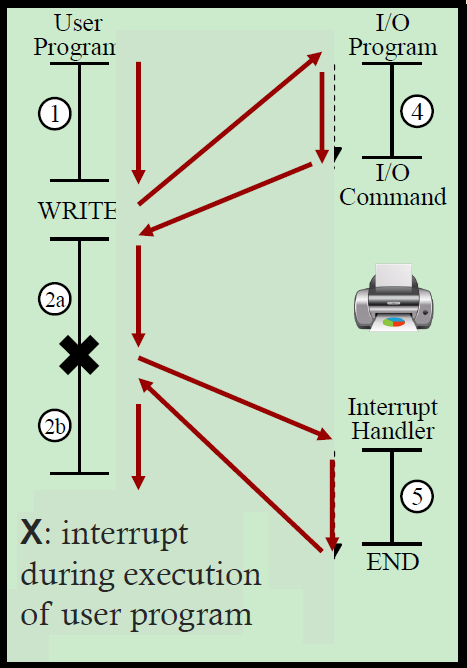 User
Program
I/O
Program
1
4
I/O
Command
WRITE
2a
2b
Interrupt
Handler
5
END
X: interrupt
during execution
of user program